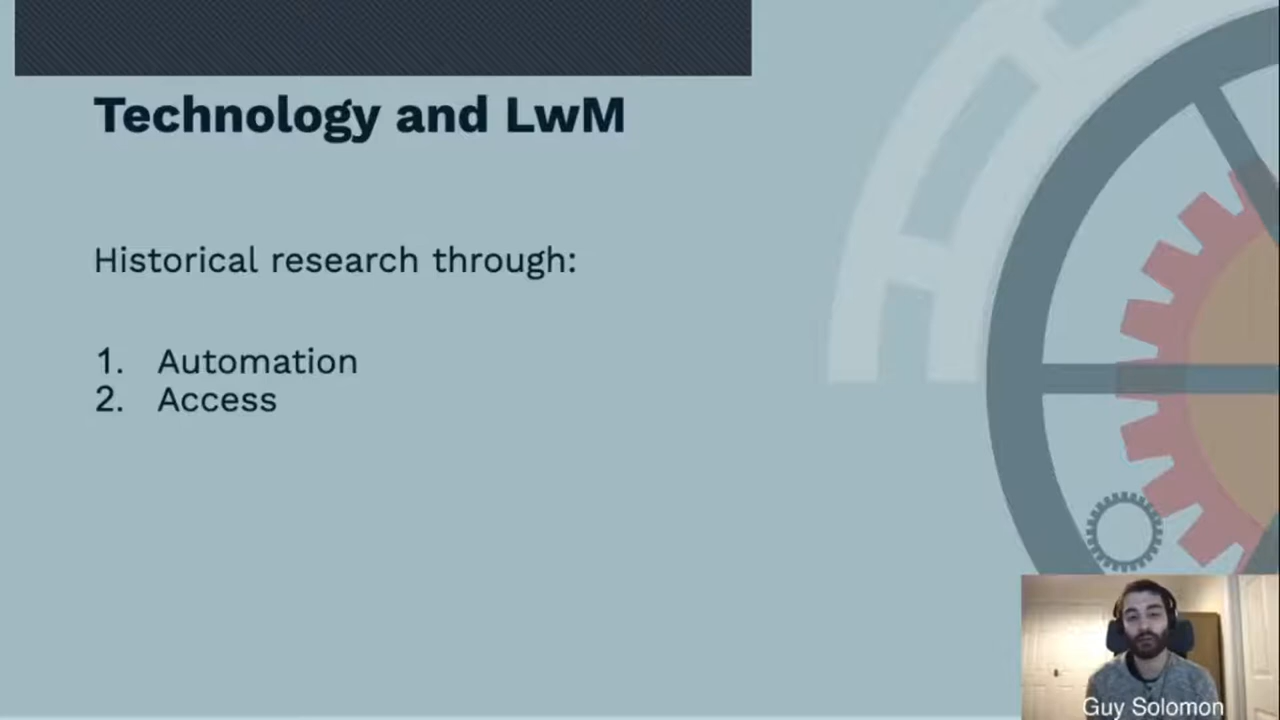 Technology and LwM
Historical research through:
1. Automation
2. Access
Guy Solomon